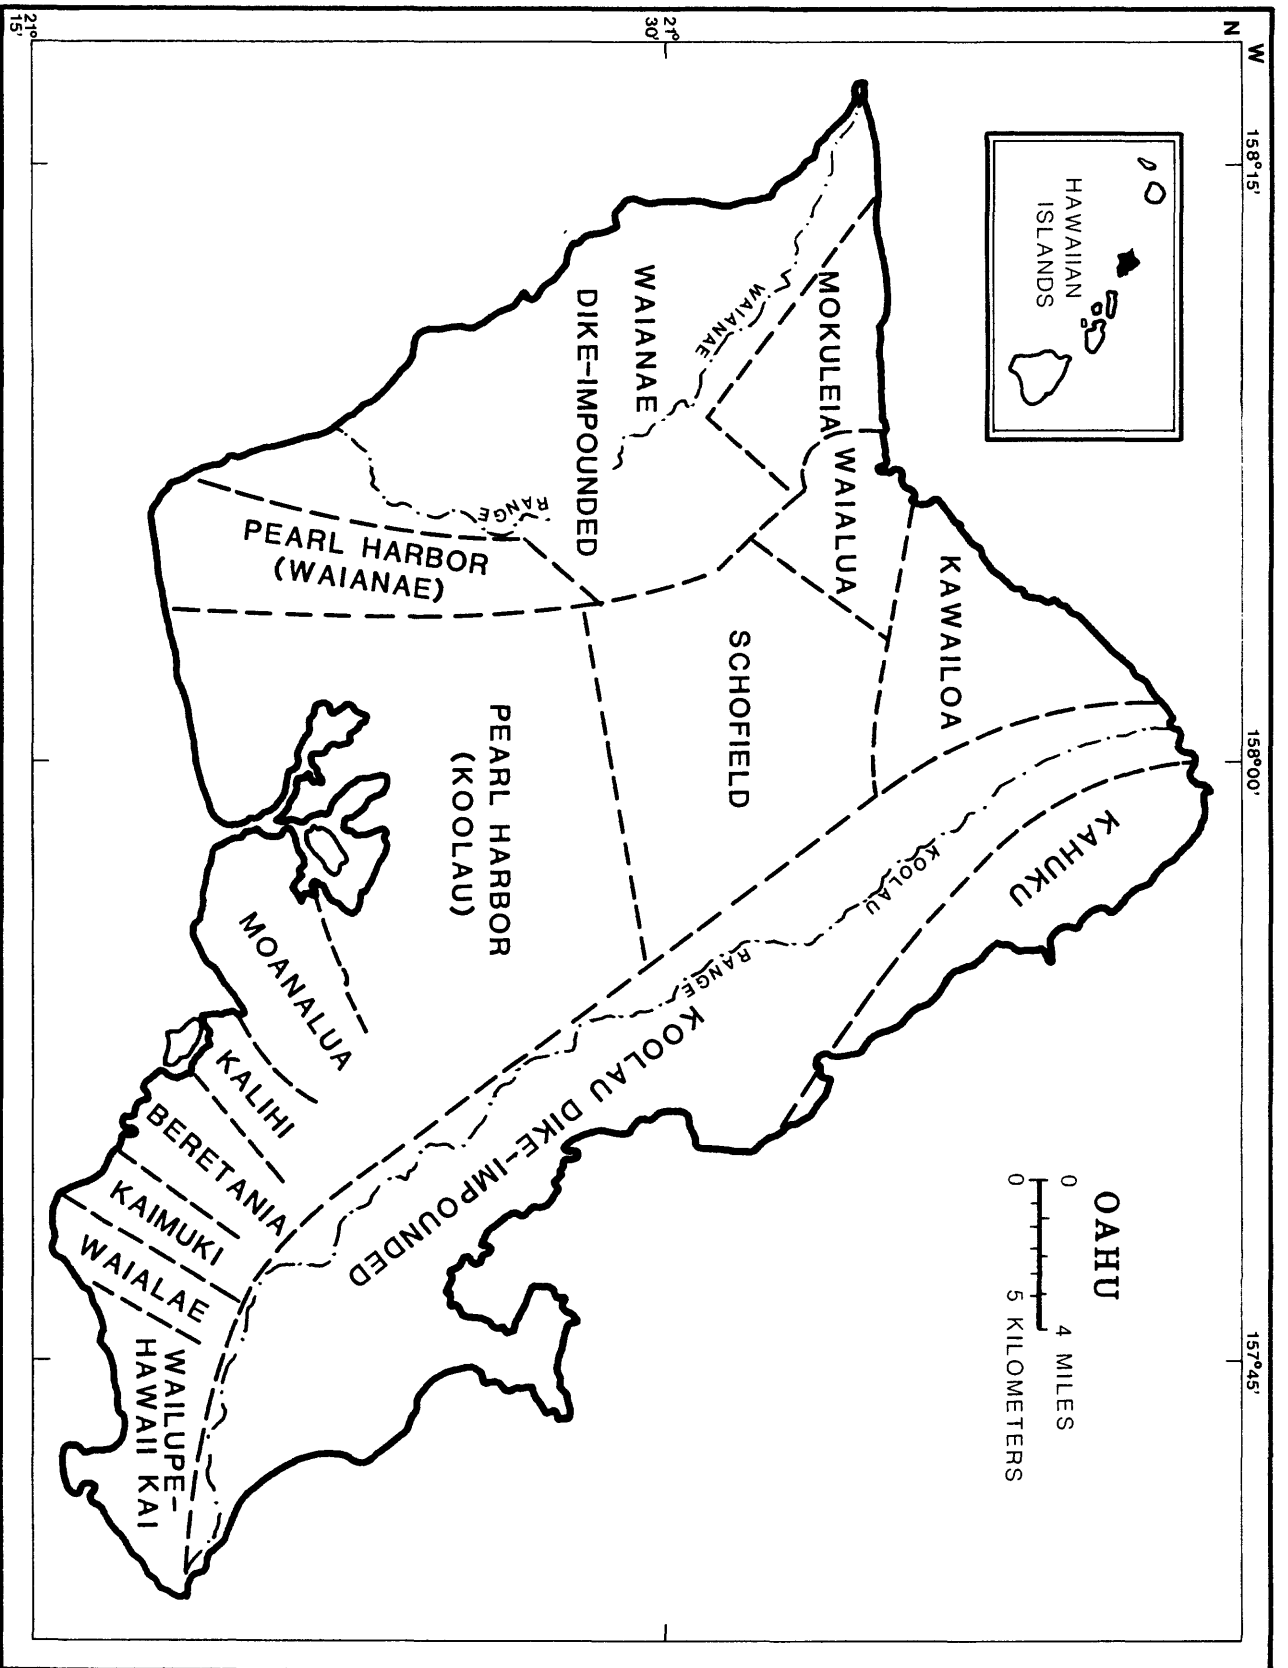 W
N
158°15'
158°00'
157°45'
21°
30'
21°
15'
HAWAIIAN
ISLANDS
OAHU
0 4 MILES
0 5 KILOMETERS
KAHUKU
KAWAILOA
MOKULEIA
WAIALUA
WAIANAE
RANGE
WAIANAE
DIKE-IMPOUNDED
SCHOFIELD
KOOLAU
RANGE
KOOLAU DIKE-IMPOUNDED
PEARL HARBOR
(WAIANAE)
PEARL HARBOR
(KOOLAU)
MOANALUA
KALIHI
BERETANIA
KAIMUKI
WAIALAE
WAILUPE-
HAWAII KAI